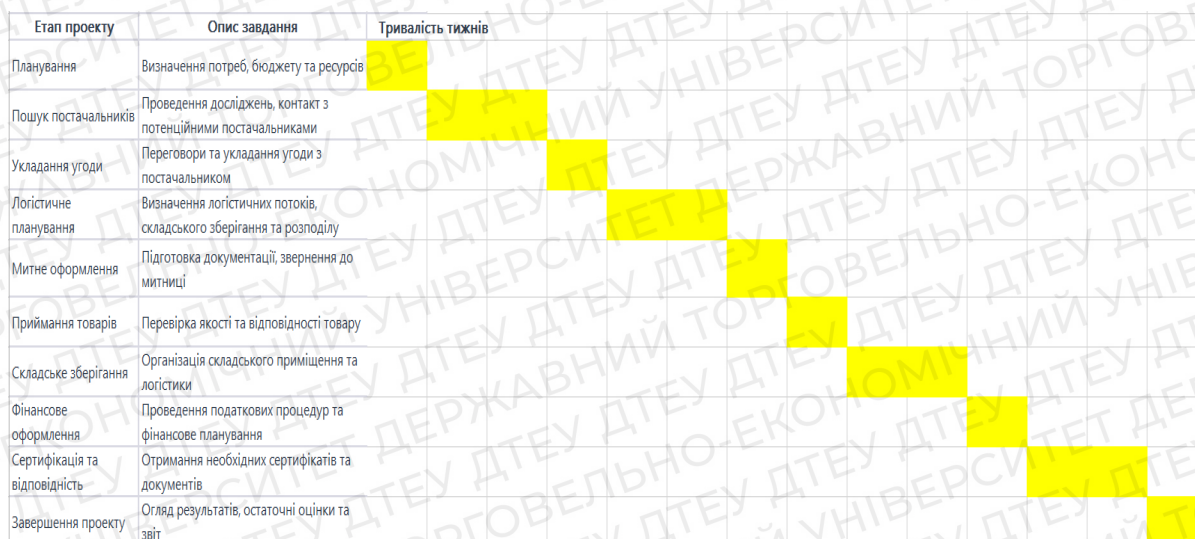 Етап проекту Опис завдання Тривалість тижнів
Планування Визначення потреб, бюджету та ресурсів
Пошук постачальників Проведення досліджень, контакт з
потенційними постачальниками
Укладання угоди Переговори та укладання угоди з
постачальником
Логістичне
планування
Визначення логістичних потоків,
складського зберігання та розподілу
Митне оформлення Підготовка документації, звернення до
митниці
Приймання товарів Перевірка якості та відповідності товару
Складське зберігання Організація складського приміщення та
логістики
Фінансове
оформлення
Проведення податкових процедур та
фінансове планування
Сертифікація та
відповідність
Отримання необхідних сертифікатів та
документів
Завершення проекту Огляд результатів, остаточні оцінки та
звіт